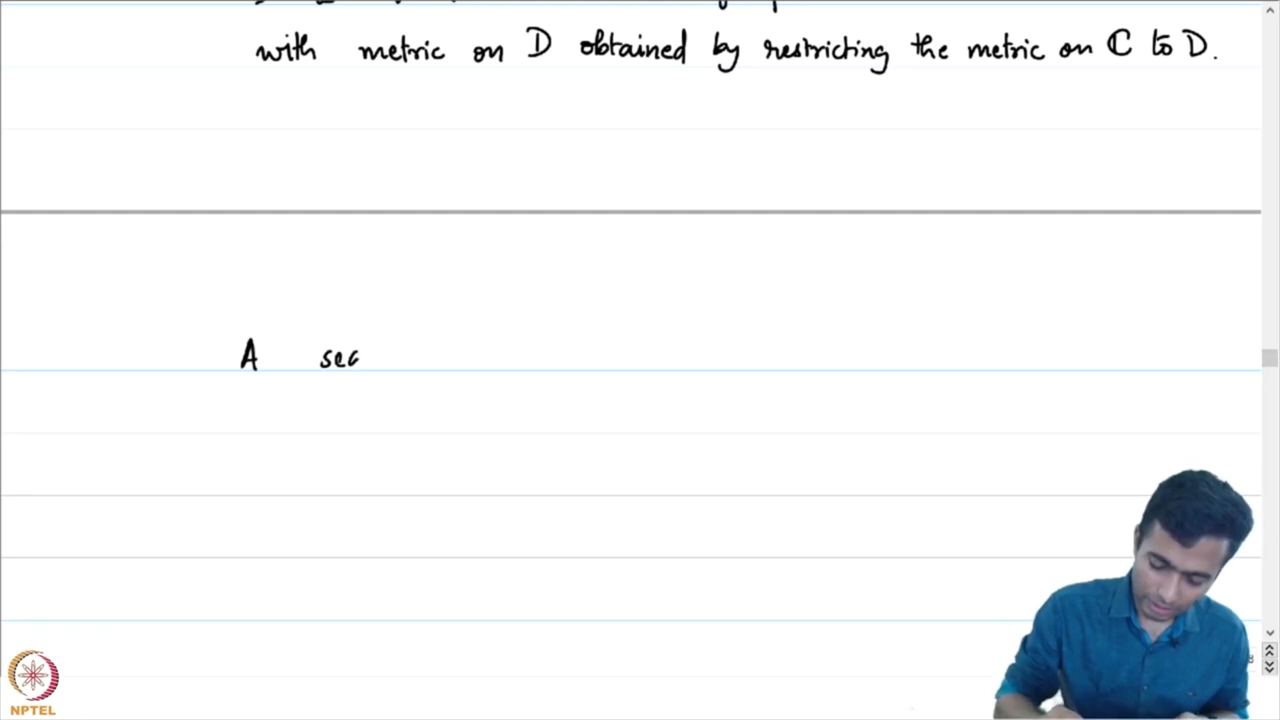 with metric on D obtained by restricting the metric on ℂ to D.
A sec
NPTEL